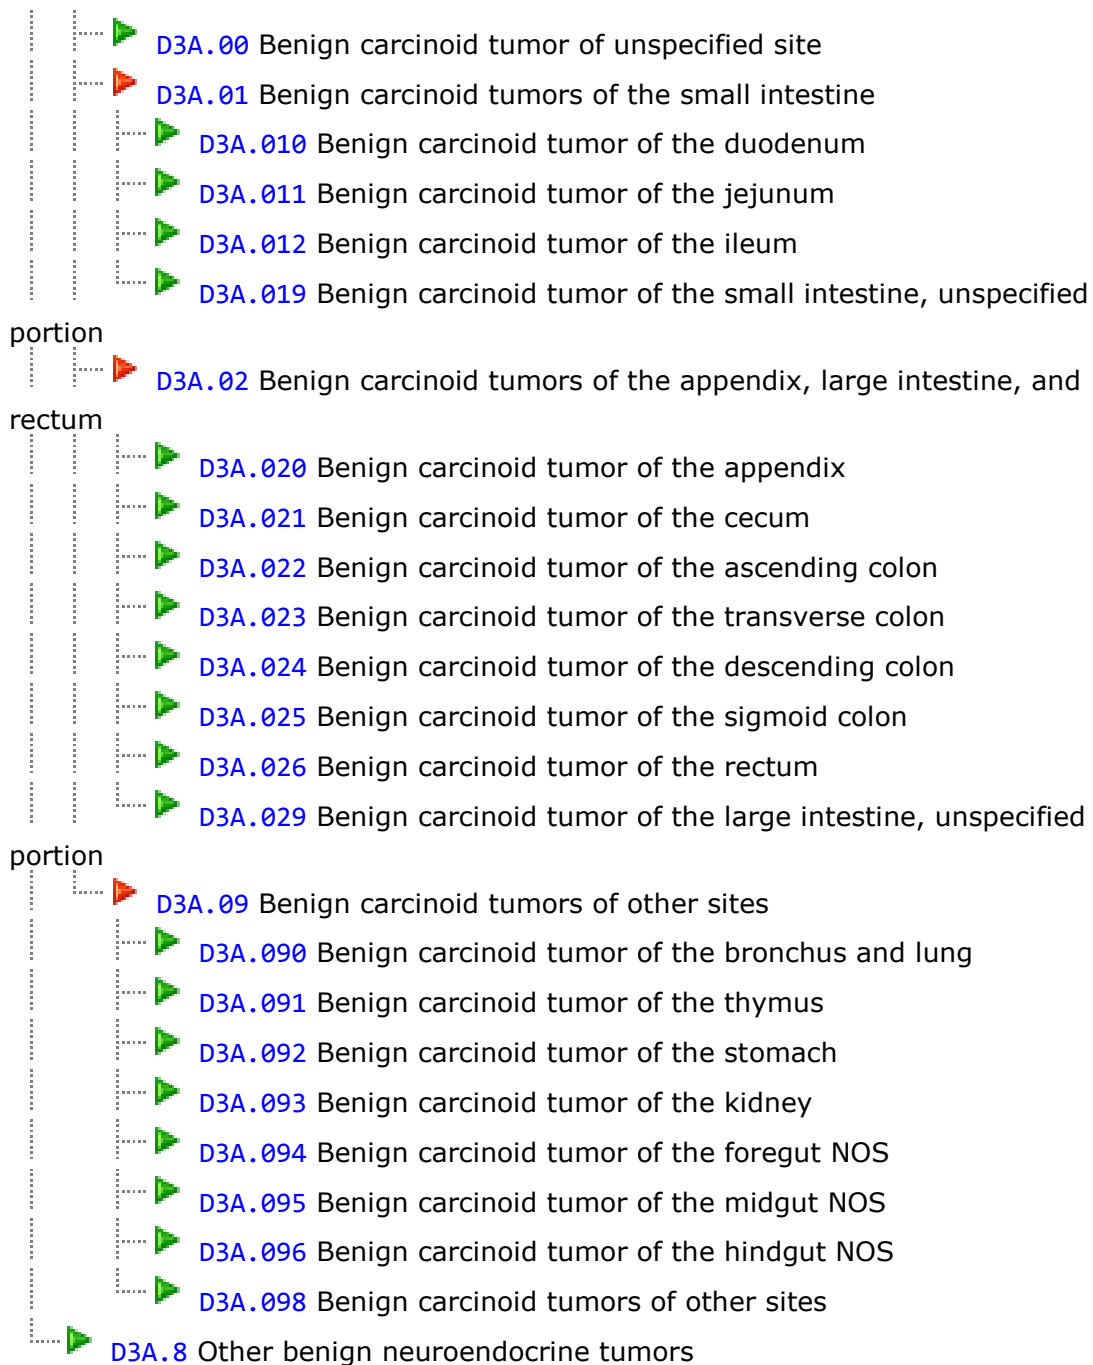 D3A.00 Benign carcinoid tumor of unspecified site
D3A.01 Benign carcinoid tumors of the small intestine
D3A.010 Benign carcinoid tumor of the duodenum
D3A.011 Benign carcinoid tumor of the jejunum
D3A.012 Benign carcinoid tumor of the ileum
D3A.019 Benign carcinoid tumor of the small intestine, unspecified
portion
D3A.02 Benign carcinoid tumors of the appendix, large intestine, and
rectum
D3A.020 Benign carcinoid tumor of the appendix
D3A.021 Benign carcinoid tumor of the cecum
D3A.022 Benign carcinoid tumor of the ascending colon
D3A.023 Benign carcinoid tumor of the transverse colon
D3A.024 Benign carcinoid tumor of the descending colon
D3A.025 Benign carcinoid tumor of the sigmoid colon
D3A.026 Benign carcinoid tumor of the rectum
D3A.029 Benign carcinoid tumor of the large intestine, unspecified
portion
D3A.09 Benign carcinoid tumors of other sites
D3A.090 Benign carcinoid tumor of the bronchus and lung
D3A.091 Benign carcinoid tumor of the thymus
D3A.092 Benign carcinoid tumor of the stomach
D3A.093 Benign carcinoid tumor of the kidney
D3A.094 Benign carcinoid tumor of the foregut NOS
D3A.095 Benign carcinoid tumor of the midgut NOS
D3A.096 Benign carcinoid tumor of the hindgut NOS
D3A.098 Benign carcinoid tumors of other sites
D3A.8 Other benign neuroendocrine tumors